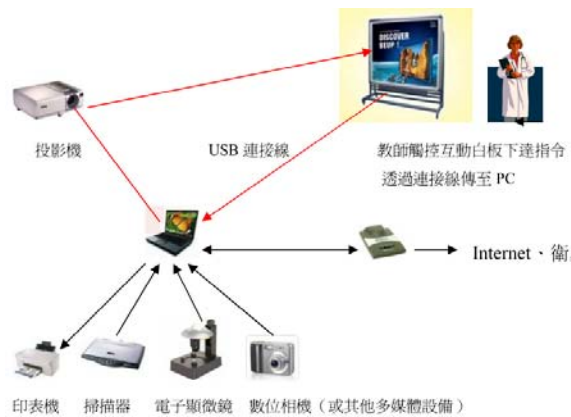 DISCOVER
投影機
USB 連接線
教師觸控互動白板下達指令
透過連接線傳至 PC
Internet、衛
印表機
掃描器
電子顯微鏡
數位相機（或其他多媒體設備）